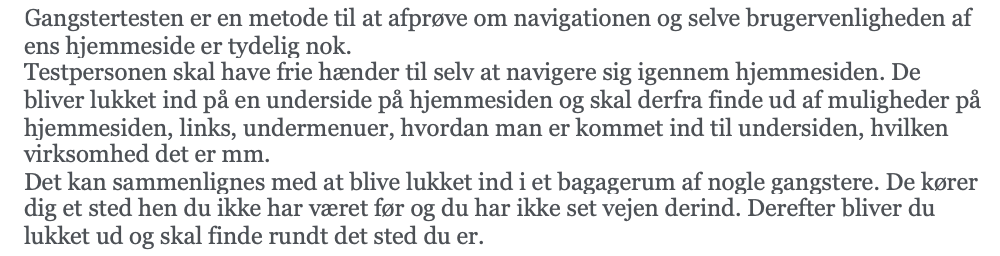 Gangstertesten er en metode til at afprøve om navigationen og selve brugervenligheden af
ens hjemmeside er tydelig nok.
Testpersonen skal have frie hænder til selv at navigere sig igennem hjemmesiden. De
bliver lukket ind på en underside på hjemmesiden og skal derfra finde ud af muligheder på
hjemmesiden, links, undermenuer, hvordan man er kommet ind til undersiden, hvilken
virksomhed det er mm.
Det kan sammenlignes med at blive lukket ind i et bagagerum af nogle gangstere. De kører
dig et sted hen du ikke har været før og du har ikke set vejen derind. Derefter bliver du
lukket ud og skal finde rundt det sted du er.